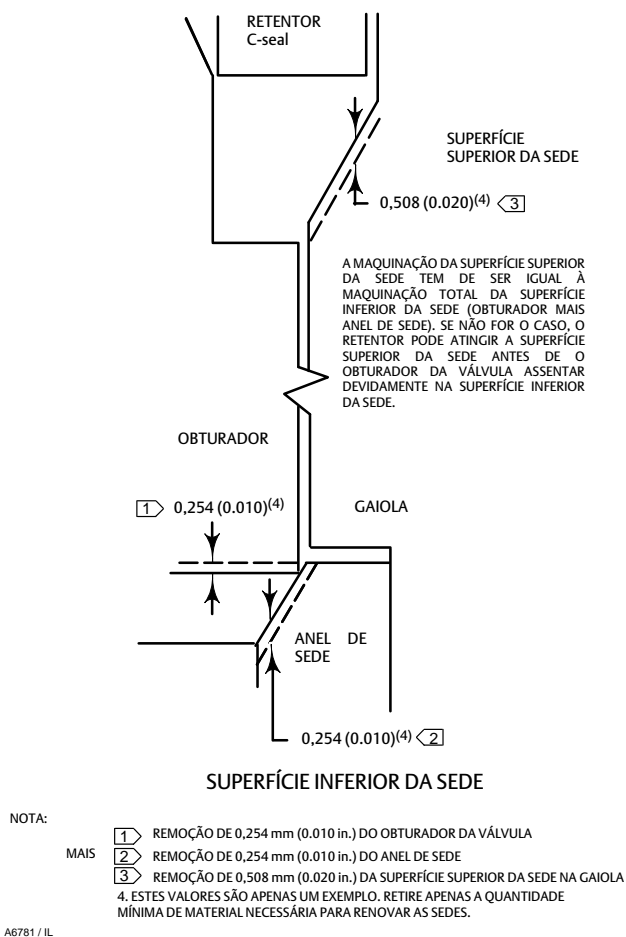 RETENTOR
C-seal
SUPERFÍCIE
SUPERIOR DA SEDE
0,508 (0.020)(4) 3
A MAQUINAÇÃO DA SUPERFÍCIE SUPERIOR
DA SEDE TEM DE SER IGUAL À
MAQUINAÇÃO TOTAL DA SUPERFÍCIE
INFERIOR DA SEDE (OBTURADOR MAIS
ANEL DE SEDE). SE NÃO FOR O CASO, O
RETENTOR PODE ATINGIR A SUPERFÍCIE
SUPERIOR DA SEDE ANTES DE O
OBTURADOR DA VÁLVULA ASSENTAR
DEVIDAMENTE NA SUPERFÍCIE INFERIOR
DA SEDE.
OBTURADOR
1 0,254 (0.010)(4)
GAIOLA
ANEL DE
SEDE
0,254 (0.010)(4) 2
SUPERFÍCIE INFERIOR DA SEDE
NOTA:
1 REMOÇÃO DE 0,254 mm (0.010 in.) DO OBTURADOR DA VÁLVULA
MAIS 2 REMOÇÃO DE 0,254 mm (0.010 in.) DO ANEL DE SEDE
3 REMOÇÃO DE 0,508 mm (0.020 in.) DA SUPERFÍCIE SUPERIOR DA SEDE NA GAIOLA
4. ESTES VALORES SÃO APENAS UM EXEMPLO. RETIRE APENAS A QUANTIDADE
MÍNIMA DE MATERIAL NECESSÁRIA PARA RENOVAR AS SEDES.
A6781 / IL